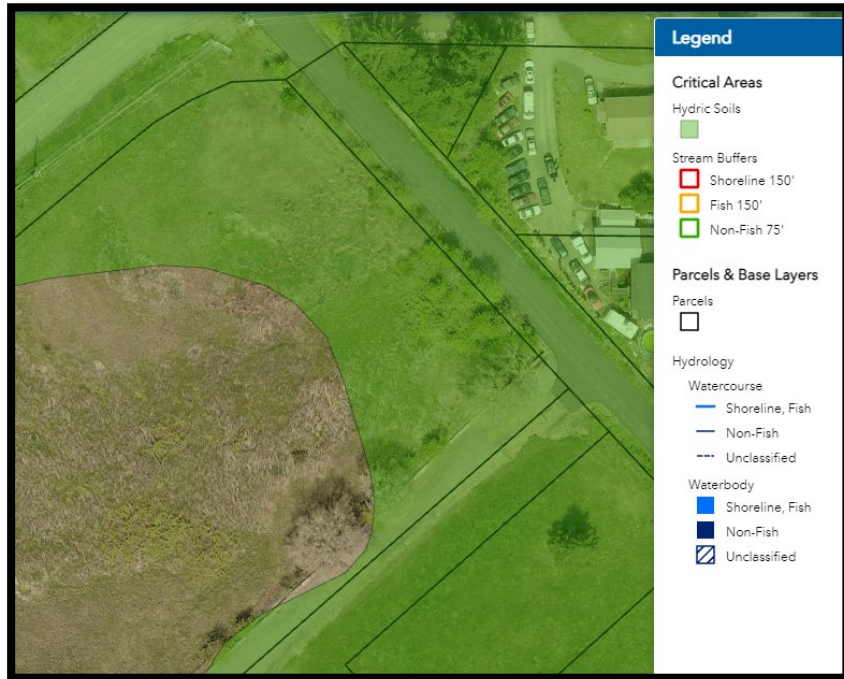 Legend
Critical Areas
Hydric Soils
Stream Buffers
Shoreline 150'
Fish 150'
Non-Fish 75'
Parcels & Base Layers
Parcels
Hydrology
Watercourse
Shoreline, Fish
Non-Fish
Unclassified
Waterbody
Shoreline, Fish
Non-Fish
Unclassified